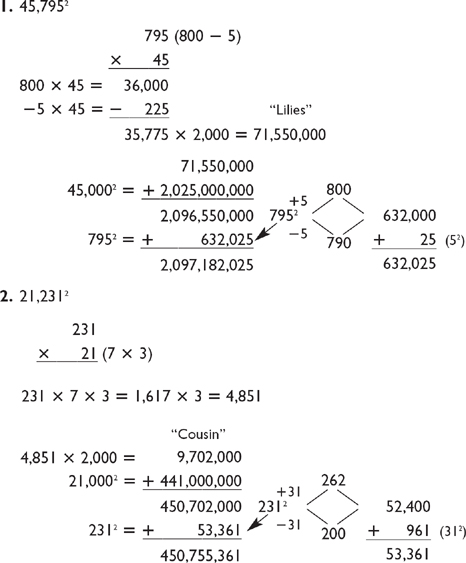 1. 45,795²
795 (800 – 5)
× 45
800 × 45 = 36,000
–5 × 45 = – 225
“Lilies”
35,775 × 2,000 = 71,550,000
71,550,000
45,000² = + 2,025,000,000
800
+5
2,096,550,000 795² 632,000
–5
795² = + 632,025 790 + 25 (5²)
2,097,182,025 632,025
2. 21,231²
231
× 21 (7 × 3)
231 × 7 × 3 = 1,617 × 3 = 4,851
“Cousin”
4,851 × 2,000 = 9,702,000
21,000² = + 441,000,000
262
+31
450,702,000 231² 52,400
–31
231² = + 53,361 200 + 961 (31²)
450,755,361 53,361